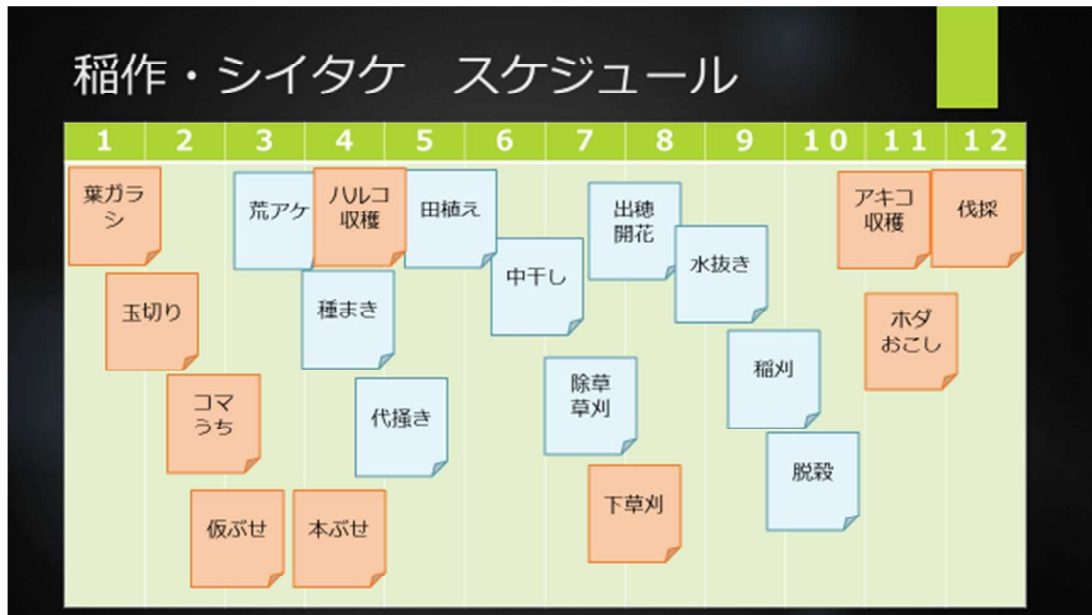 稲作・シイタケ　スケジュール
1 2 3 4 5 6 7 8 9 10 11 12
葉ガラ
シ
荒アケ
ハルコ
収穫
田植え
出穂
開花
アキコ
収穫
伐採
中干し
水抜き
玉切り
種まき
ホダ
おこし
稲刈
コマ
うち
代掻き
除草
草刈
脱穀
下草刈
仮ぶせ
本ぶせ